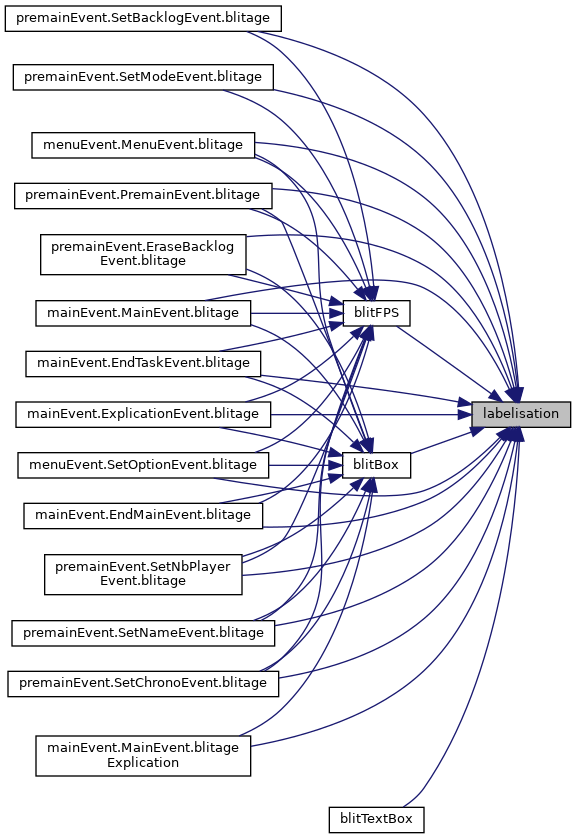 premainEvent.SetBacklogEvent.blitage
premainEvent.SetModeEvent.blitage
menuEvent.MenuEvent.blitage
premainEvent.PremainEvent.blitage
premainEvent.EraseBacklog
Event.blitage
mainEvent.MainEvent.blitage
blitFPS
mainEvent.EndTaskEvent.blitage
mainEvent.ExplicationEvent.blitage
labelisation
menuEvent.SetOptionEvent.blitage
blitBox
mainEvent.EndMainEvent.blitage
premainEvent.SetNbPlayer
Event.blitage
premainEvent.SetNameEvent.blitage
premainEvent.SetChronoEvent.blitage
mainEvent.MainEvent.blitage
Explication
blitTextBox